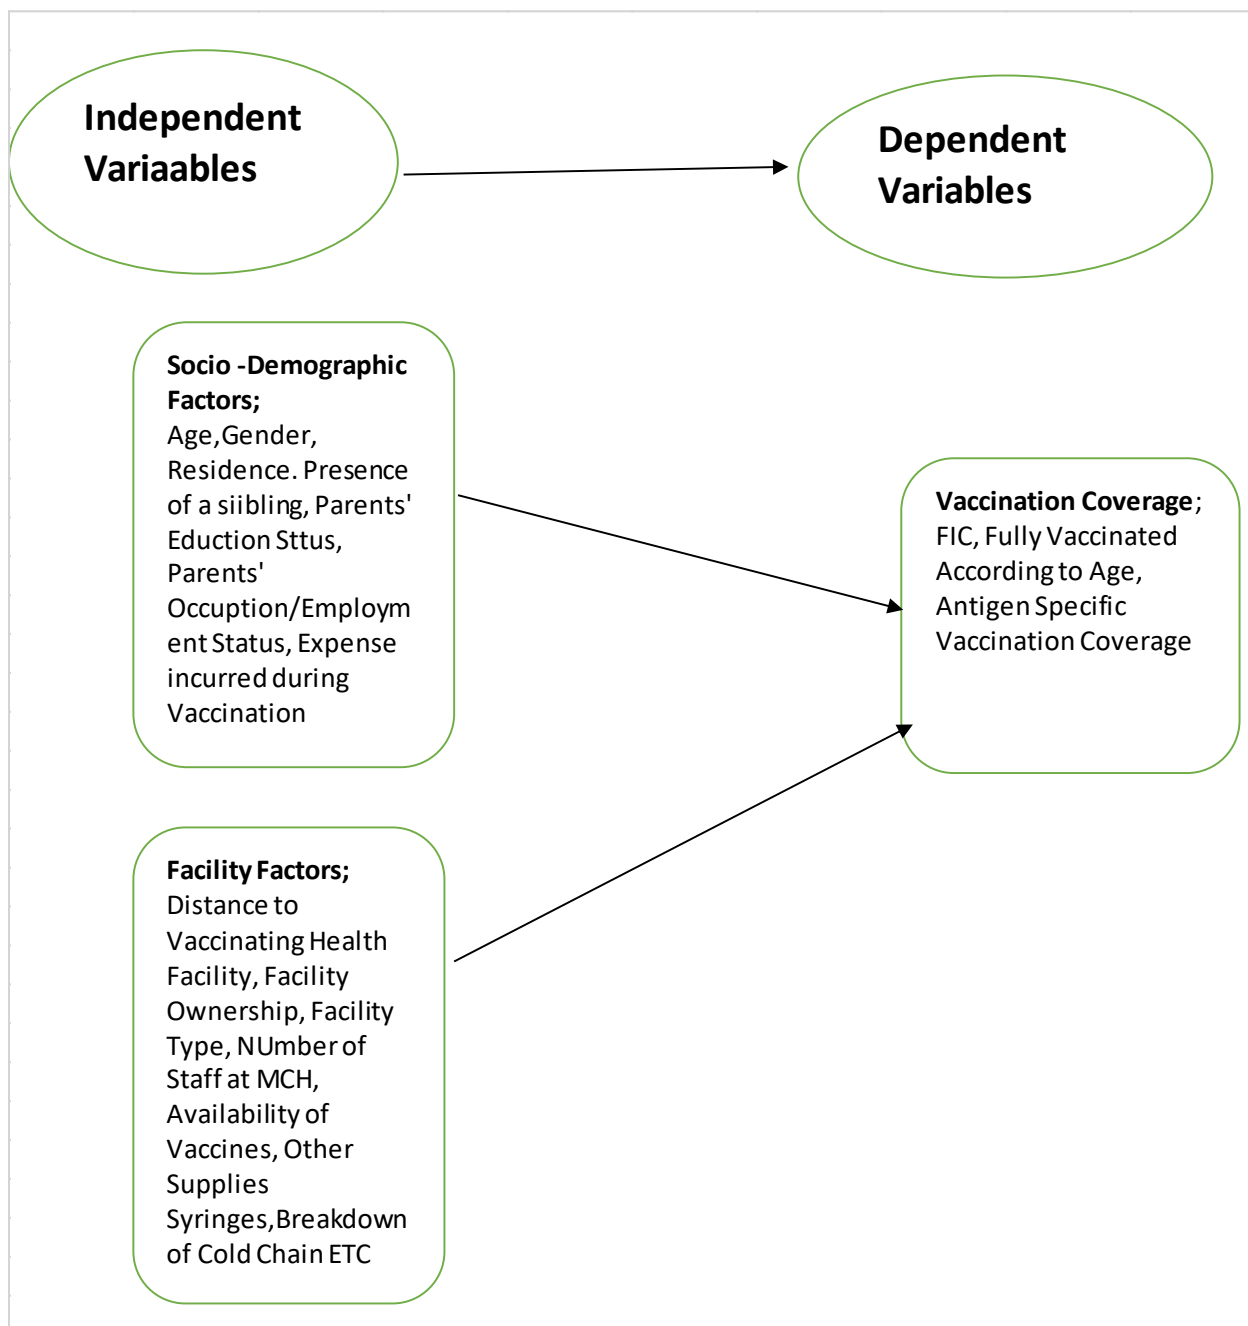 Independent
Variaables
Dependent
Variables
Socio -Demographic
Factors;
Age,Gender,
Residence. Presence
of a siibling, Parents'
Eduction Sttus,
Parents'
Occuption/Employm
ent Status, Expense
incurred during
Vaccination
Vaccination Coverage;
FIC, Fully Vaccinated
According to Age,
Antigen Specific
Vaccination Coverage
Facility Factors;
Distance to
Vaccinating Health
Facility, Facility
Ownership, Facility
Type, NUmber of
Staff at MCH,
Availability of
Vaccines, Other
Supplies
Syringes,Breakdown
of Cold Chain ETC